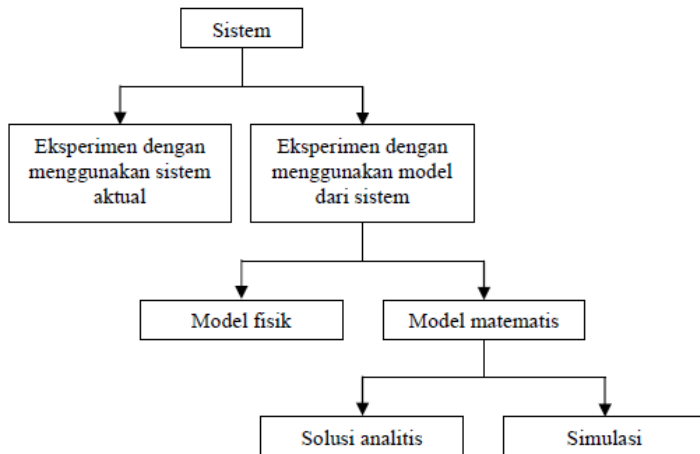 Sistem
Eksperimen dengan
menggunakan sistem
aktual
Eksperimen dengan
menggunakan model
dari sistem
Model fisik
Model matematis
Solusi analitis
Simulasi